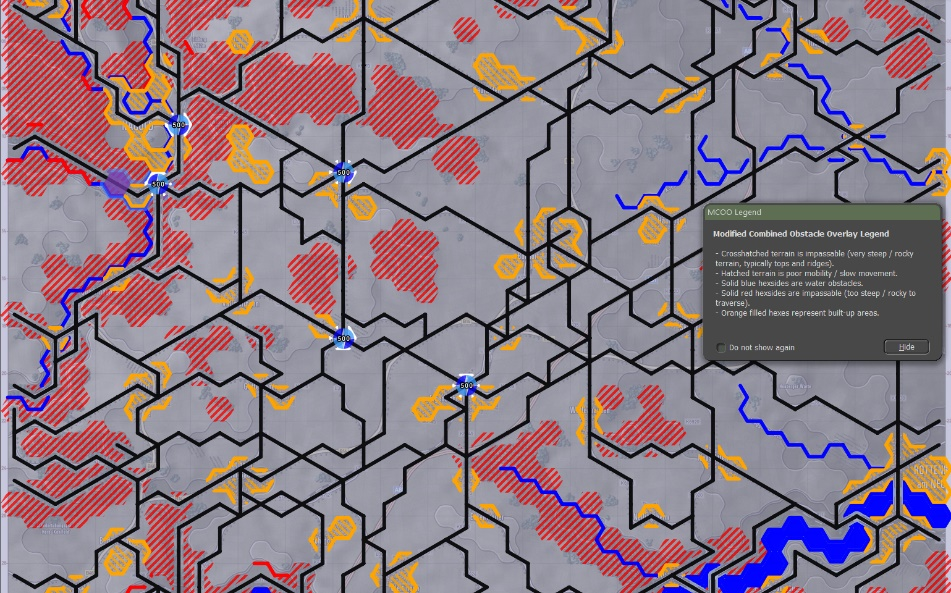 500
500
500
MCOO Legend
Modified Combined Obstacle Overlay Legend
- Crosshatched terrain is impassable (very steep / rocky
terrain, typically tops and ridges).
- Hatched terrain is poor mobility / slow movement.
- Solid blue hexsides are water obstacles.
- Solid red hexsides are impassable (too steep / rocky to
traverse).
- Orange filled hexes represent built-up areas.
500
Do not show again
Hide
500